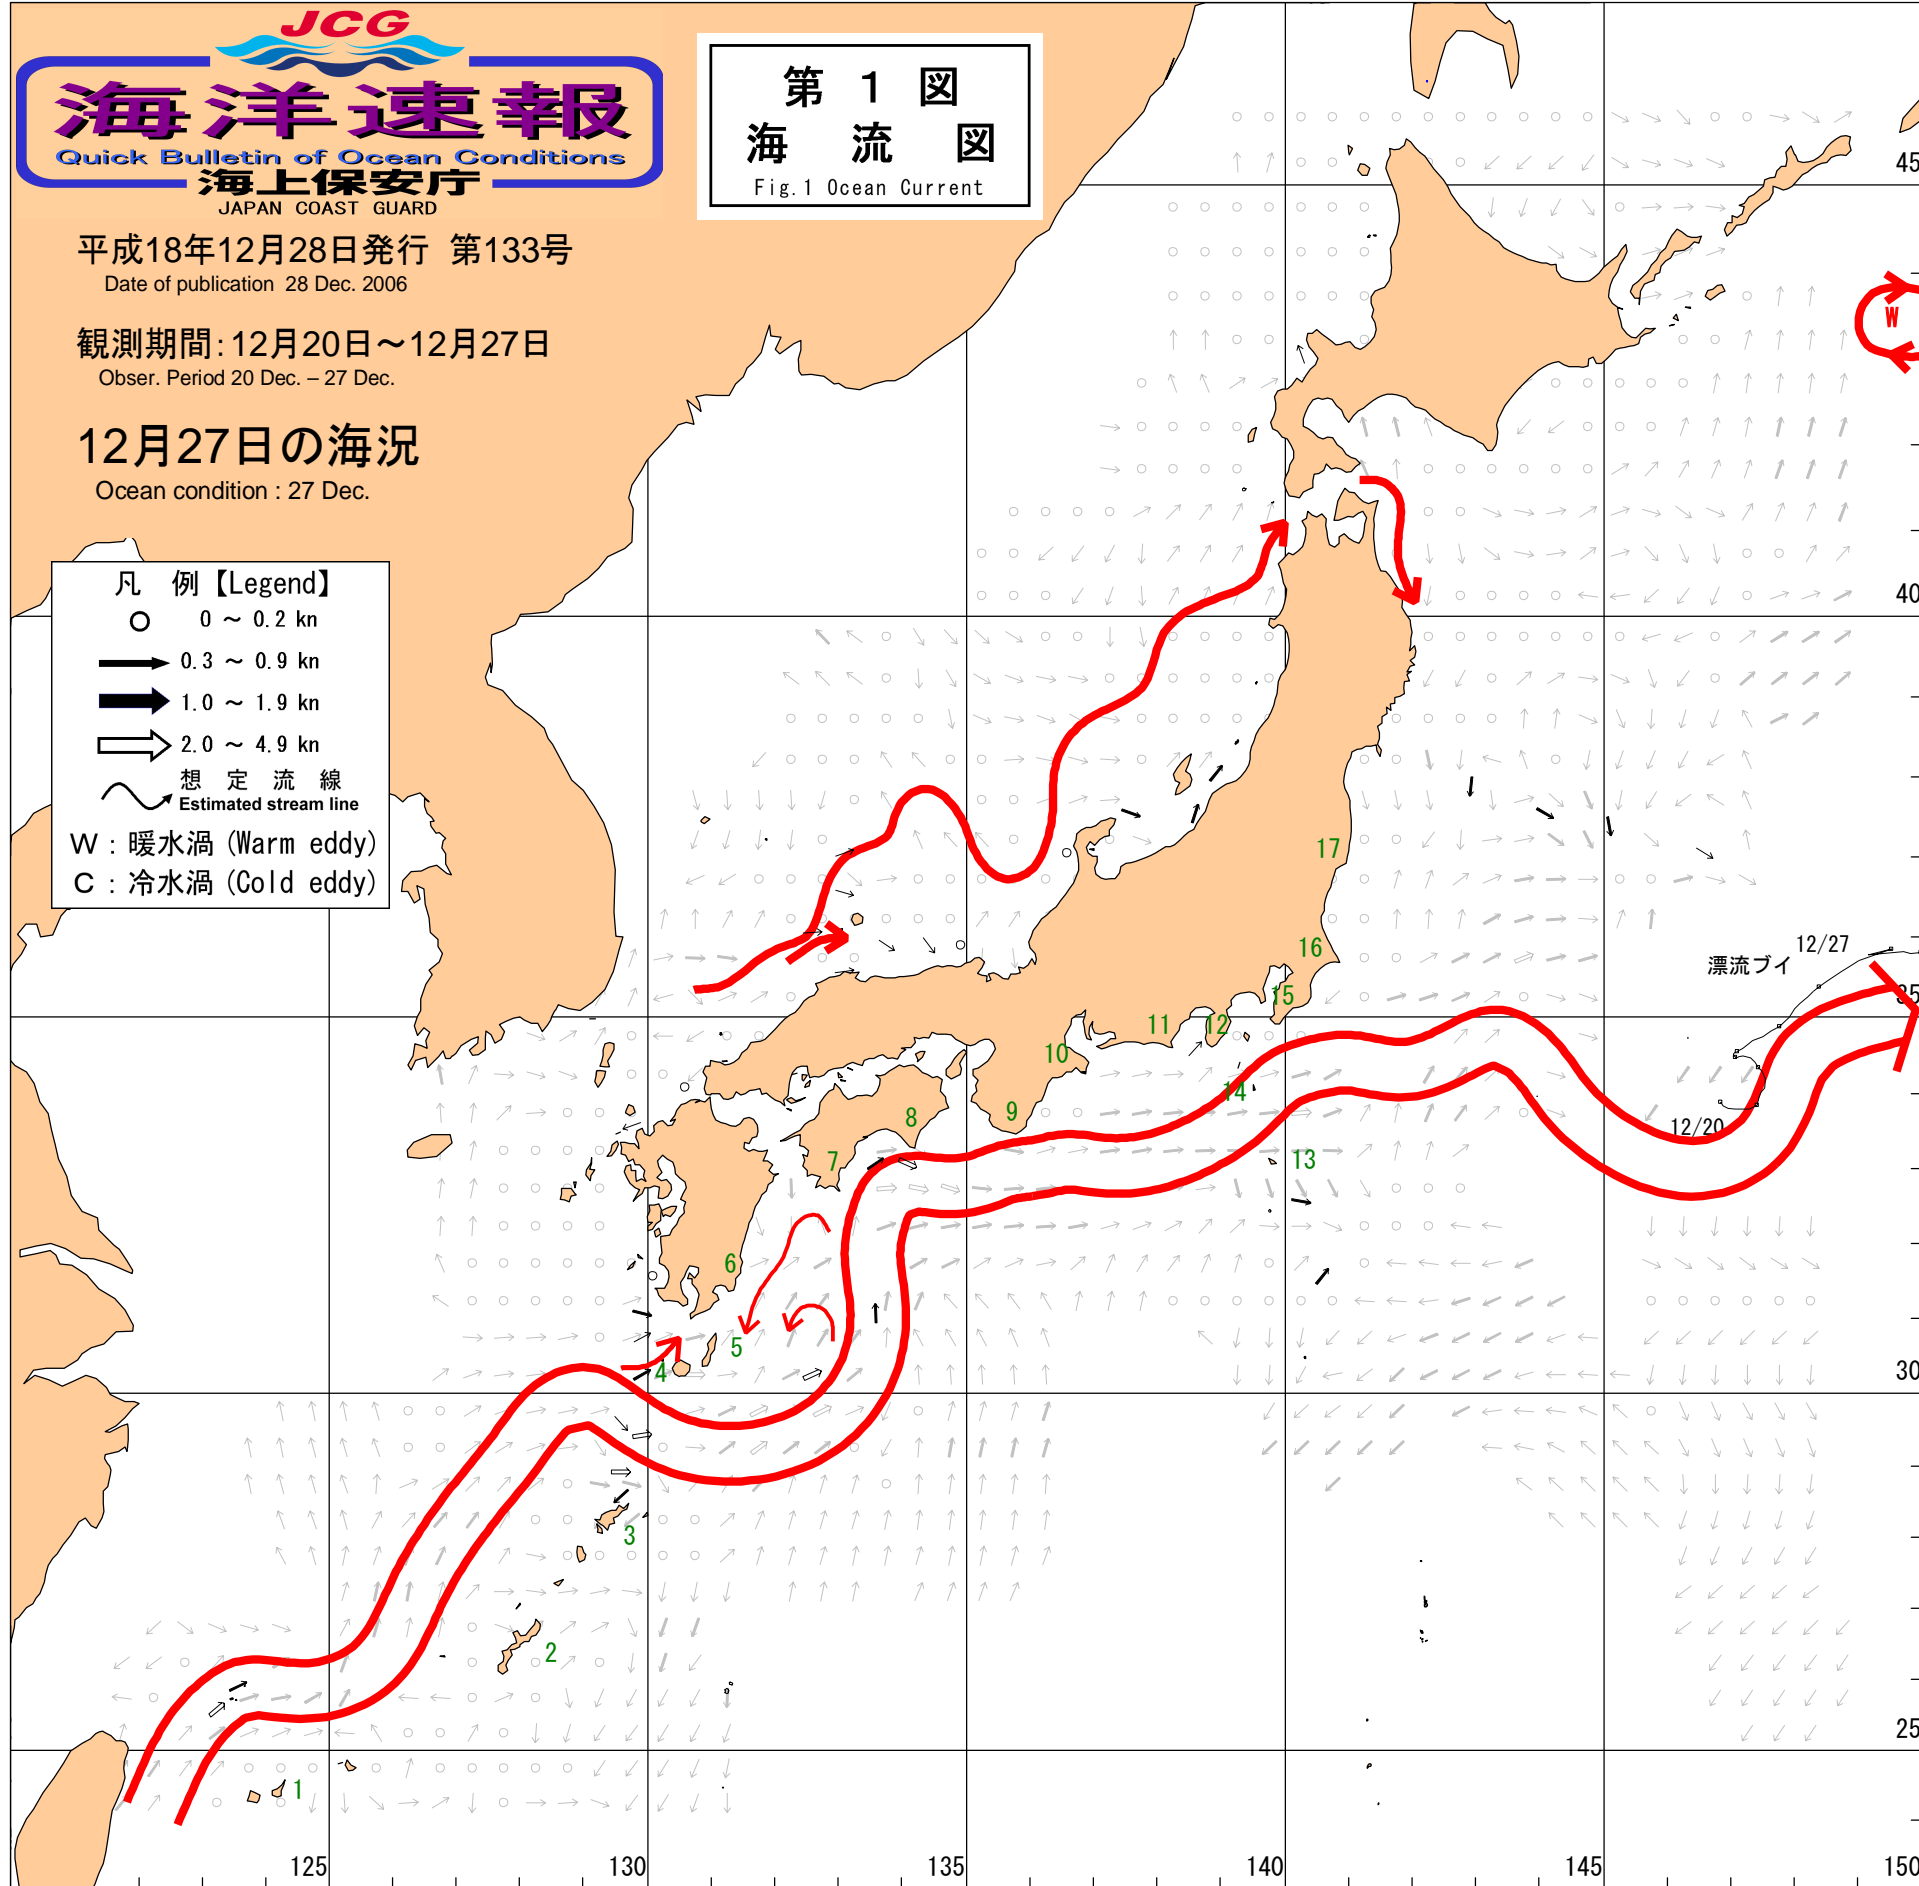 JCG
海洋速報
Quick Bulletin of Ocean Conditions
海上保安庁
JAPAN COAST GUARD
第 1 図
海 流 図
Fig.1 Ocean Current
平成18年12月28日発行 第133号
Date of publication 28 Dec. 2006
観測期間:12月20日～12月27日
Obser. Period 20 Dec. – 27 Dec.
12月27日の海況
Ocean condition : 27 Dec.
凡 例【Legend】
0 ～ 0.2 kn
0.3 ～ 0.9 kn
1.0 ～ 1.9 kn
2.0 ～ 4.9 kn
想 定 流 線
Estimated stream line
W : 暖水渦 (Warm eddy)
C : 冷水渦 (Cold eddy)
45
W
40
17
16
12/27
漂流ブイ
15
35
11
12
10
14
9
8
12/20
7
13
6
5
4
30
3
2
25
1
125
130
135
140
145
150